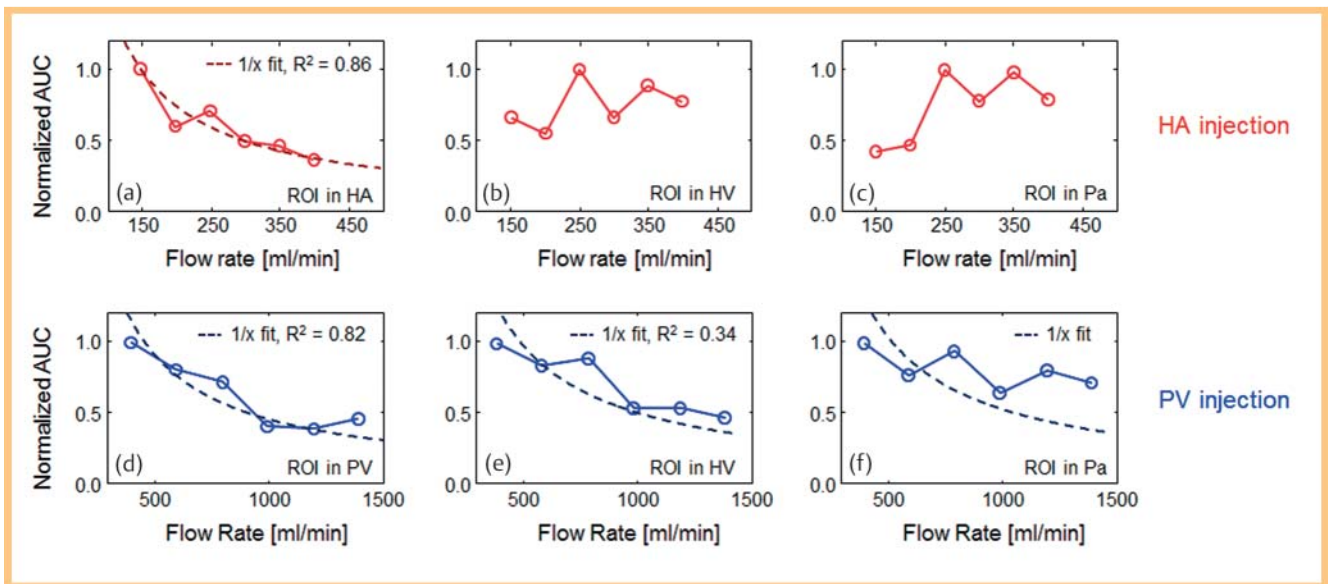 Normalized AUC
1.0
0.5
0.0
1/x fit, R² = 0.86
(a)
ROI in HA
150 250 350 450
Flow rate [ml/min]
1.0
0.5
0.0
(b)
ROI in HV
150 250 350 450
Flow rate [ml/min]
1.0
0.5
0.0
(c)
ROI in Pa
150 250 350 450
Flow rate [ml/min]
HA injection
Normalized AUC
1.0
0.5
0.0
1/x fit, R² = 0.82
(d)
ROI in PV
500 1000 1500
Flow Rate [ml/min]
1.0
0.5
0.0
1/x fit, R² = 0.34
(e)
ROI in HV
500 1000 1500
Flow Rate [ml/min]
1.0
0.5
0.0
1/x fit
(f)
ROI in Pa
500 1000 1500
Flow Rate [ml/min]
PV injection